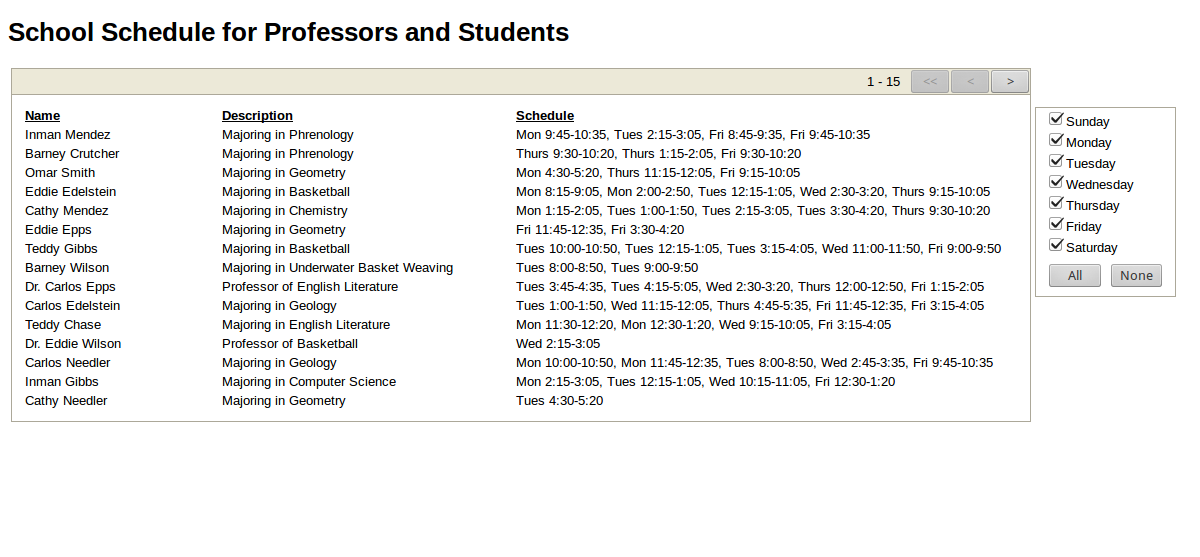 School Schedule for Professors and Students
1 - 15 << < >
Name Description Schedule
Inman Mendez Majoring in Phrenology Mon 9:45-10:35, Tues 2:15-3:05, Fri 8:45-9:35, Fri 9:45-10:35
Barney Crutcher Majoring in Phrenology Thurs 9:30-10:20, Thurs 1:15-2:05, Fri 9:30-10:20
Omar Smith Majoring in Geometry Mon 4:30-5:20, Thurs 11:15-12:05, Fri 9:15-10:05
Eddie Edelstein Majoring in Basketball Mon 8:15-9:05, Mon 2:00-2:50, Tues 12:15-1:05, Wed 2:30-3:20, Thurs 9:15-10:05
Cathy Mendez Majoring in Chemistry Mon 1:15-2:05, Tues 1:00-1:50, Tues 2:15-3:05, Tues 3:30-4:20, Thurs 9:30-10:20
Eddie Epps Majoring in Geometry Fri 11:45-12:35, Fri 3:30-4:20
Teddy Gibbs Majoring in Basketball Tues 10:00-10:50, Tues 12:15-1:05, Tues 3:15-4:05, Wed 11:00-11:50, Fri 9:00-9:50
Barney Wilson Majoring in Underwater Basket Weaving Tues 8:00-8:50, Tues 9:00-9:50
Dr. Carlos Epps Professor of English Literature Tues 3:45-4:35, Tues 4:15-5:05, Wed 2:30-3:20, Thurs 12:00-12:50, Fri 1:15-2:05
Carlos Edelstein Majoring in Geology Tues 1:00-1:50, Wed 11:15-12:05, Thurs 4:45-5:35, Fri 11:45-12:35, Fri 3:15-4:05
Teddy Chase Majoring in English Literature Mon 11:30-12:20, Mon 12:30-1:20, Wed 9:15-10:05, Fri 3:15-4:05
Dr. Eddie Wilson Professor of Basketball Wed 2:15-3:05
Carlos Needler Majoring in Geology Mon 10:00-10:50, Mon 11:45-12:35, Tues 8:00-8:50, Wed 2:45-3:35, Fri 9:45-10:35
Inman Gibbs Majoring in Computer Science Mon 2:15-3:05, Tues 12:15-1:05, Wed 10:15-11:05, Fri 12:30-1:20
Cathy Needler Majoring in Geometry Tues 4:30-5:20
Sunday
Monday
Tuesday
Wednesday
Thursday
Friday
Saturday
All None